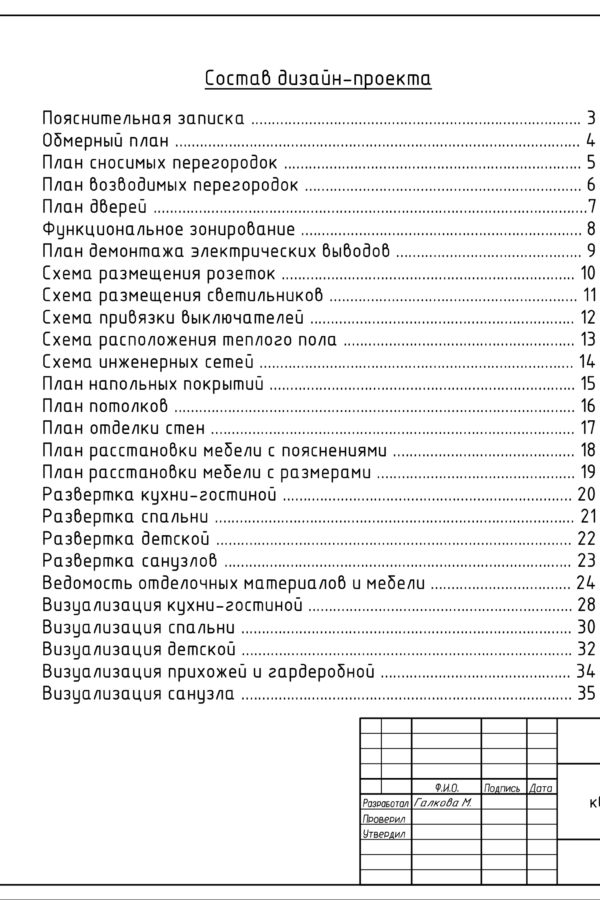 Состав дизайн-проекта
Пояснительная записка ........ 3
Обмерный план ........ 4
План сносимых перегородок ........ 5
План возводимых перегородок ........ 6
План дверей ........ 7
Функциональное зонирование ........ 8
План демонтажа электрических выводов ........ 9
Схема размещения розеток ........ 10
Схема размещения светильников ........ 11
Схема привязки выключателей ........ 12
Схема расположения теплого пола ........ 13
Схема инженерных сетей ........ 14
План напольных покрытий ........ 15
План потолков ........ 16
План отделки стен ........ 17
План расстановки мебели с пояснениями ........ 18
План расстановки мебели с размерами ........ 19
Развертка кухни-гостиной ........ 20
Развертка спальни ........ 21
Развертка детской ........ 22
Развертка санузлов ........ 23
Ведомость отделочных материалов и мебели ........ 24
Визуализация кухни-гостиной ........ 28
Визуализация спальни ........ 30
Визуализация детской ........ 32
Визуализация прихожей и гардеробной ........ 34
Визуализация санузла ........ 35
Ф.И.О. Подпись Дата
Разработал Галкова М.
Проверил
Утвердил